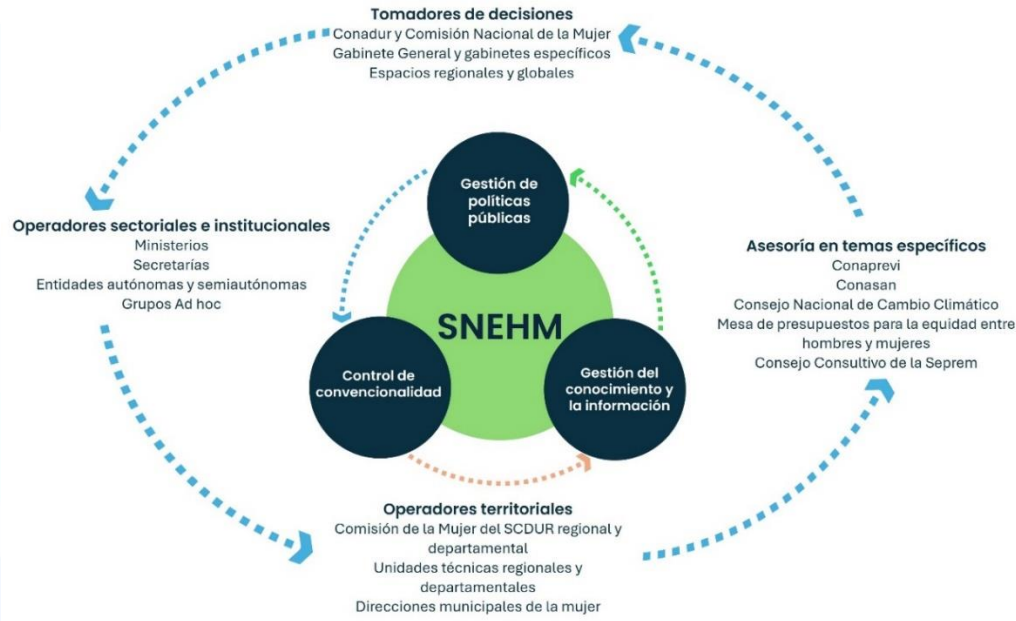 Tomadores de decisiones
Conadur y Comisión Nacional de la Mujer
Gabinete General y gabinetes específicos
Espacios regionales y globales
Gestión de
políticas
públicas
Operadores sectoriales e institucionales
Ministerios
Secretarías
Entidades autónomas y semiautónomas
Grupos Ad hoc
Asesoría en temas específicos
Conaprevi
Conasan
Consejo Nacional de Cambio Climático
Mesa de presupuestos para la equidad entre
hombres y mujeres
Consejo Consultivo de la Seprem
SNEHM
Control de
convencionalidad
Gestión del
conocimiento y
la información
Operadores territoriales
Comisión de la Mujer del SCDUR regional y
departamental
Unidades técnicas regionales y
departamentales
Direcciones municipales de la mujer